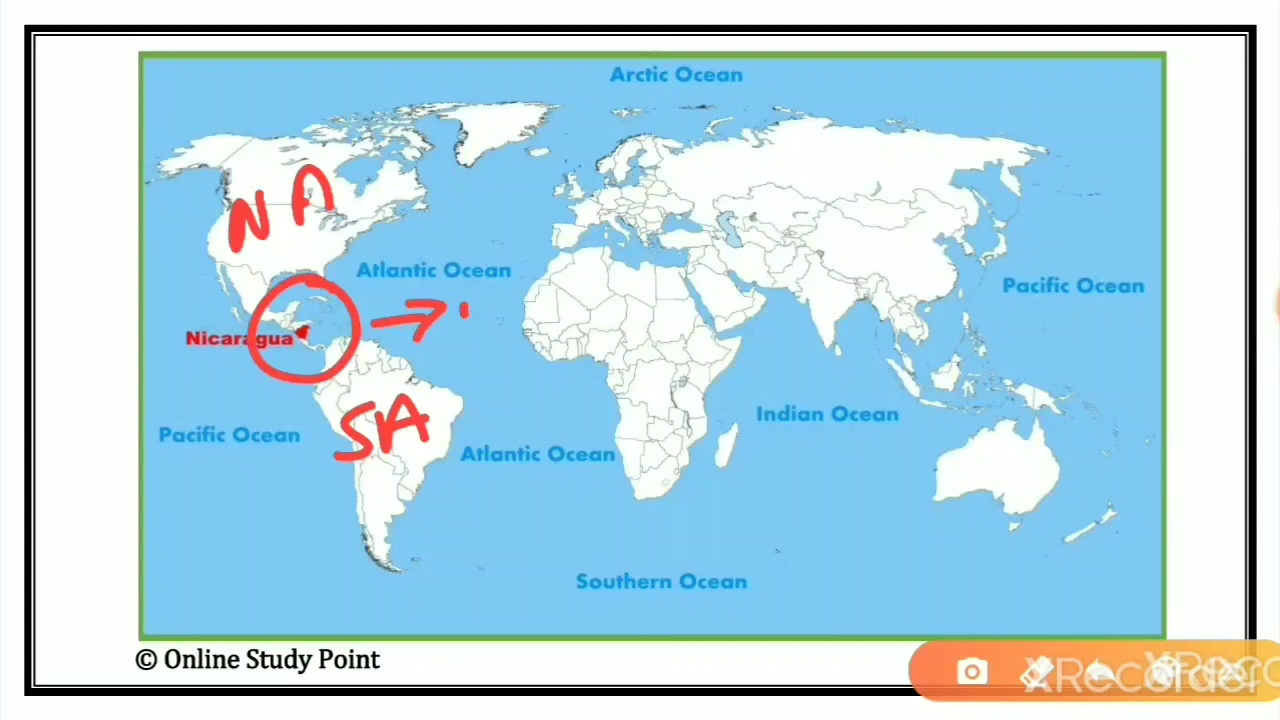 Arctic Ocean
NA
Atlantic Ocean
Pacific Ocean
Nicaragua
SA
Indian Ocean
Pacific Ocean
Atlantic Ocean
Southern Ocean
© Online Study Point
XRecorder